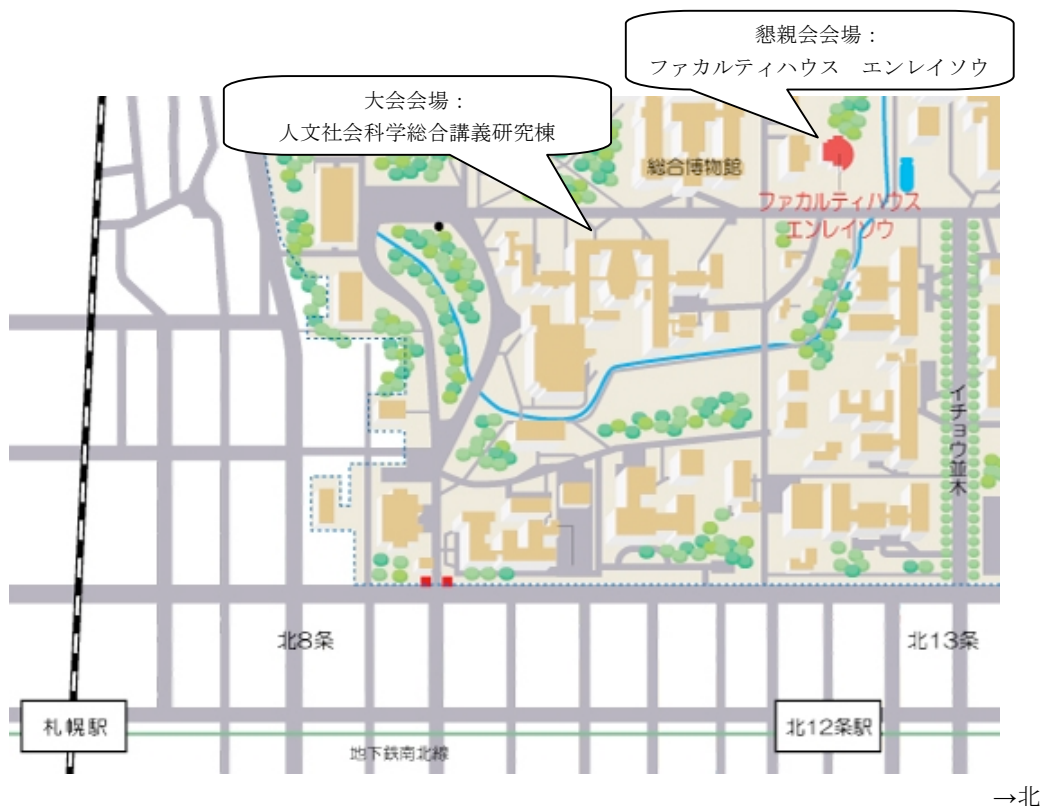 懇親会会場：
ファカルティハウス　エンレイソウ
大会会場：
人文社会科学総合講義研究棟
総合博物館
ファカルティハウス
エンレイソウ
イチョウ並木
北8条
北13条
札幌駅
北12条駅
地下鉄南北線
→北